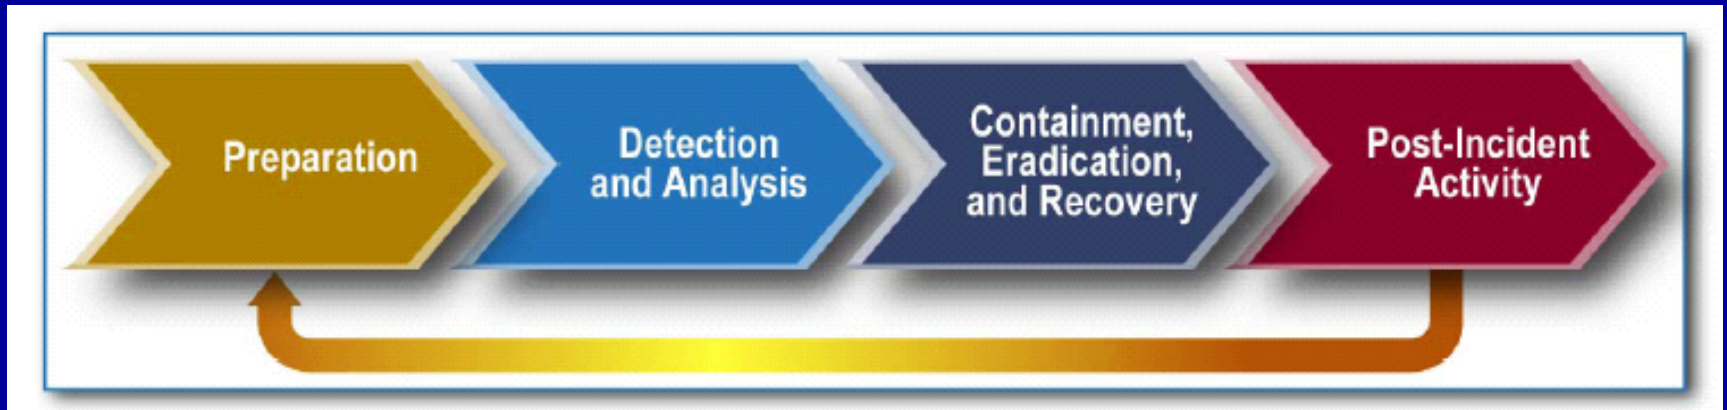 Preparation
Detection
and Analysis
Containment,
Eradication,
and Recovery
Post-Incident
Activity